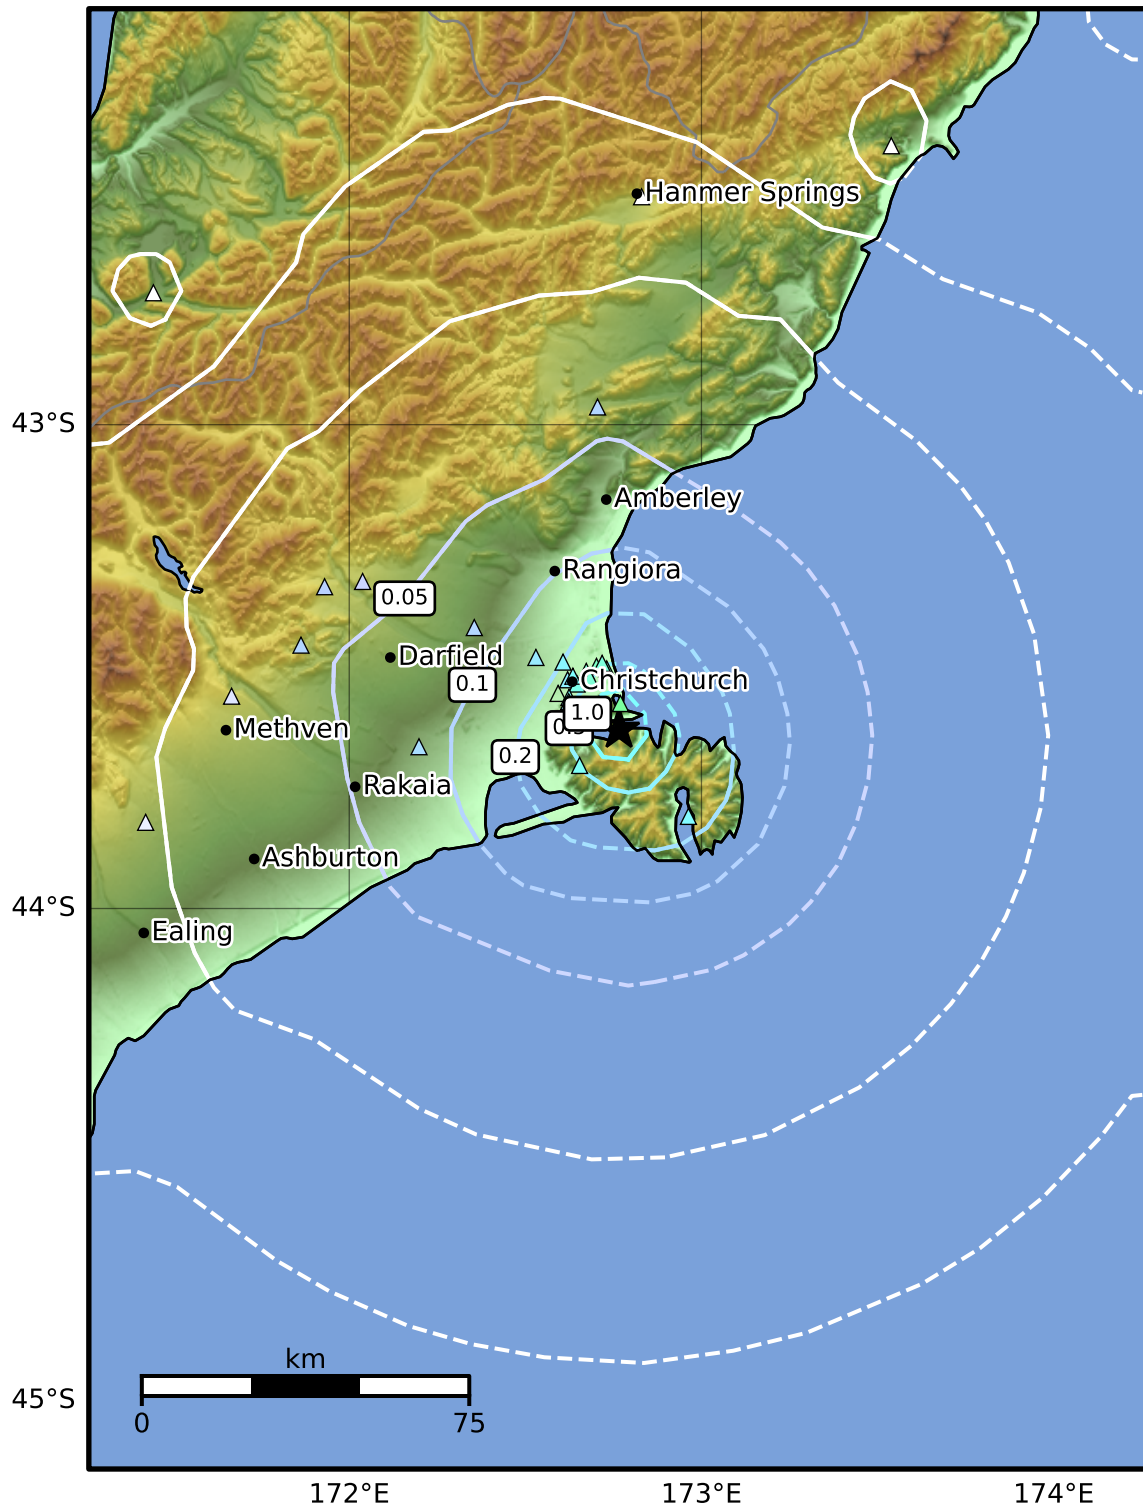 Hanmer Springs
43°S
Amberley
Rangiora
0.05
Darfield
0.1
Christchurch
1.0
Methven
0.2
Rakaia
Ashburton
44°S
Ealing
km
45°S
0
75
172°E
173°E
174°E